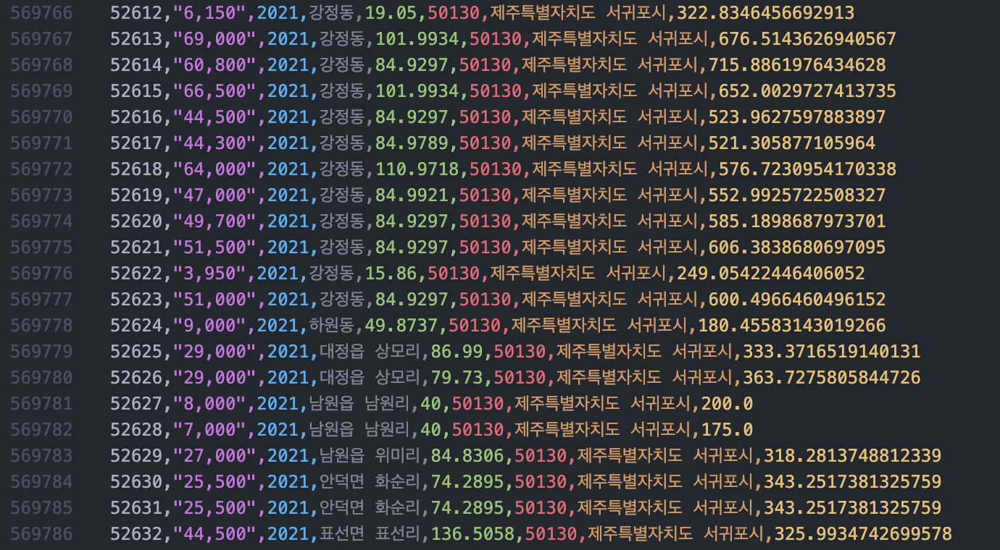 569766 52612,"6,150",2021,강정동,19.05,50130,제주특별자치도 서귀포시,322.8346456692913
569767 52613,"69,000",2021,강정동,101.9934,50130,제주특별자치도 서귀포시,676.5143626940567
569768 52614,"60,800",2021,강정동,84.9297,50130,제주특별자치도 서귀포시,715.8861976434628
569769 52615,"66,500",2021,강정동,101.9934,50130,제주특별자치도 서귀포시,652.0029727413735
569770 52616,"44,500",2021,강정동,84.9297,50130,제주특별자치도 서귀포시,523.9627597883897
569771 52617,"44,300",2021,강정동,84.9789,50130,제주특별자치도 서귀포시,521.305877105964
569772 52618,"64,000",2021,강정동,110.9718,50130,제주특별자치도 서귀포시,576.7230954170338
569773 52619,"47,000",2021,강정동,84.9921,50130,제주특별자치도 서귀포시,552.9925722508327
569774 52620,"49,700",2021,강정동,84.9297,50130,제주특별자치도 서귀포시,585.1898687973701
569775 52621,"51,500",2021,강정동,84.9297,50130,제주특별자치도 서귀포시,606.3838680697095
569776 52622,"3,950",2021,강정동,15.86,50130,제주특별자치도 서귀포시,249.05422446406052
569777 52623,"51,000",2021,강정동,84.9297,50130,제주특별자치도 서귀포시,600.4966460496152
569778 52624,"9,000",2021,하원동,49.8737,50130,제주특별자치도 서귀포시,180.45583143019266
569779 52625,"29,000",2021,대정읍 상모리,86.99,50130,제주특별자치도 서귀포시,333.3716519140131
569780 52626,"29,000",2021,대정읍 상모리,79.73,50130,제주특별자치도 서귀포시,363.7275805844726
569781 52627,"8,000",2021,남원읍 남원리,40,50130,제주특별자치도 서귀포시,200.0
569782 52628,"7,000",2021,남원읍 남원리,40,50130,제주특별자치도 서귀포시,175.0
569783 52629,"27,000",2021,남원읍 위미리,84.8306,50130,제주특별자치도 서귀포시,318.2813748812339
569784 52630,"25,500",2021,안덕면 화순리,74.2895,50130,제주특별자치도 서귀포시,343.2517381325759
569785 52631,"25,500",2021,안덕면 화순리,74.2895,50130,제주특별자치도 서귀포시,343.2517381325759
569786 52632,"44,500",2021,표선면 표선리,136.5058,50130,제주특별자치도 서귀포시,325.9934742699578